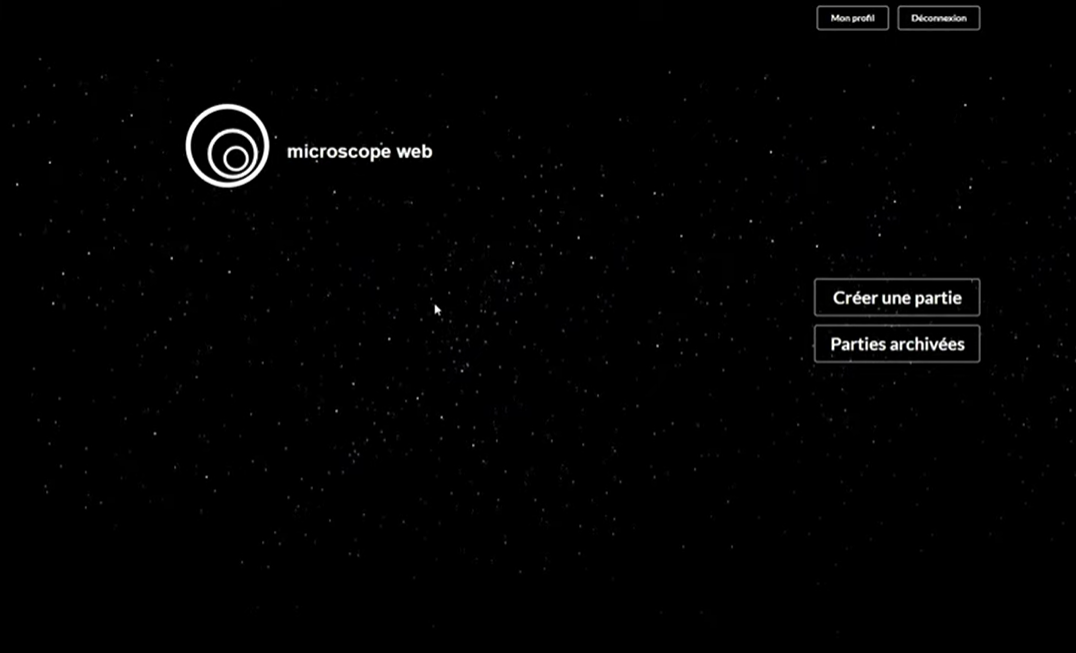 Mon profil
Déconnexion
microscope web
Créer une partie
Parties archivées